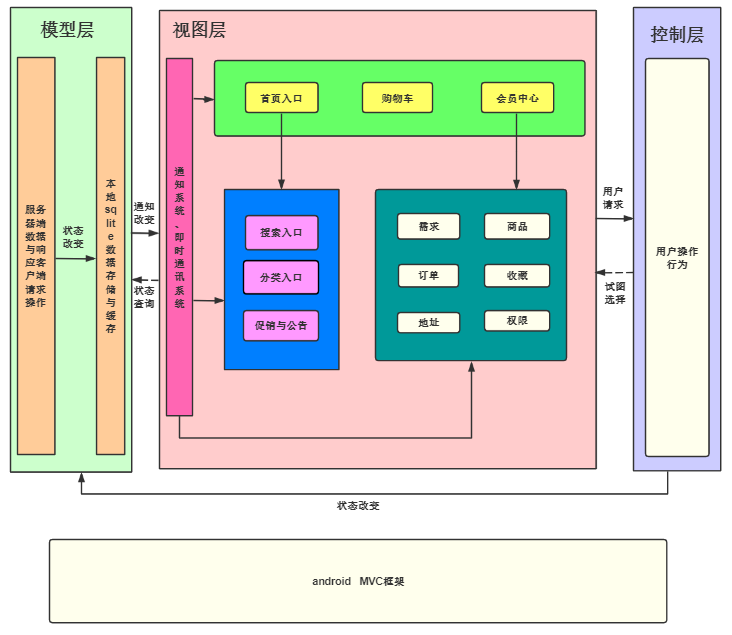 模型层
视图层
控制层
首页入口
购物车
会员中心
服务
器端
数据
与响
应客
户端
请求
操作
状态
改变
本
地
sq
lit
e
数
据
存
储
与
缓
存
通知
改变
状态
查询
通
知
系
统
、
即
时
通
讯
系
统
搜索入口
分类入口
促销与公告
需求
商品
订单
收藏
地址
权限
用户
请求
试图
选择
用户操作
行为
状态改变
android MVC框架